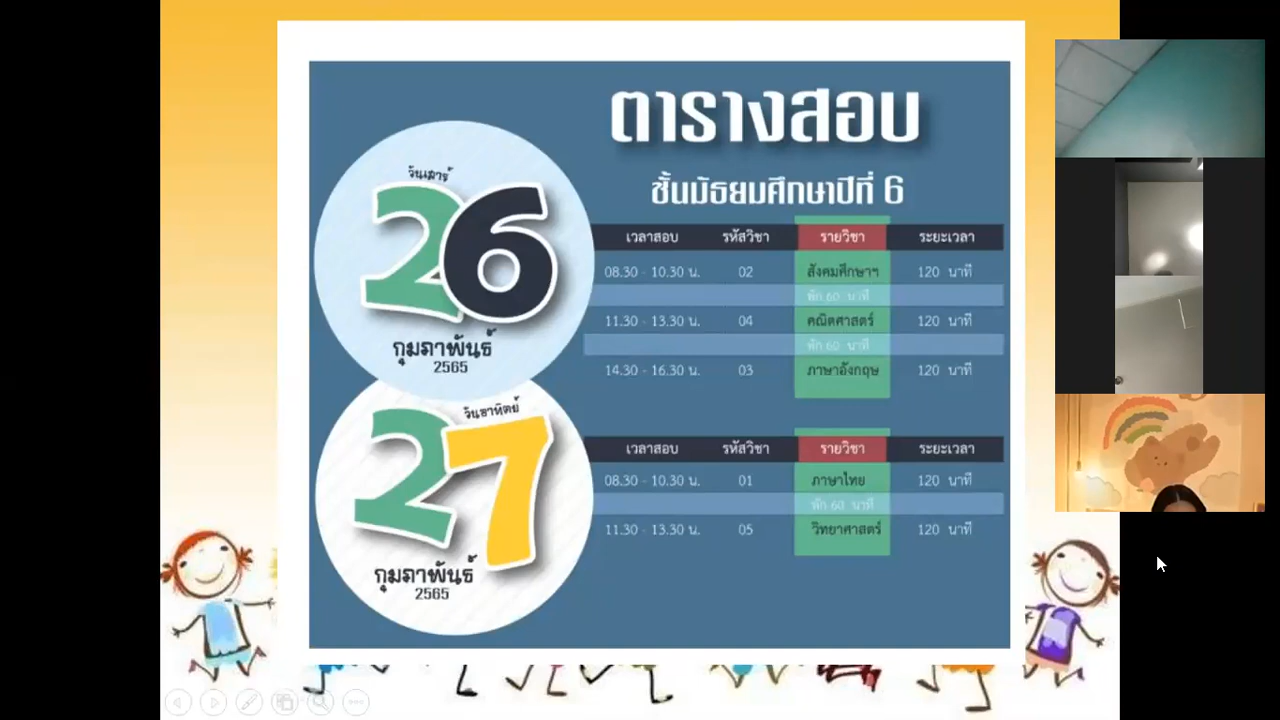 ตารางสอบ
ชั้นมัธยมศึกษาปีที่ 6
วันเสาร์
26
กุมภาพันธ์
2565
เวลาสอบ รหัสวิชา รายวิชา ระยะเวลา
08.30 - 10.30 น. 02 สังคมศึกษาฯ 120 นาที
พัก 60 นาที
11.30 - 13.30 น. 04 คณิตศาสตร์ 120 นาที
พัก 60 นาที
14.30 - 16.30 น. 03 ภาษาอังกฤษ 120 นาที
วันอาทิตย์
27
กุมภาพันธ์
2565
เวลาสอบ รหัสวิชา รายวิชา ระยะเวลา
08.30 - 10.30 น. 01 ภาษาไทย 120 นาที
พัก 60 นาที
11.30 - 13.30 น. 05 วิทยาศาสตร์ 120 นาที